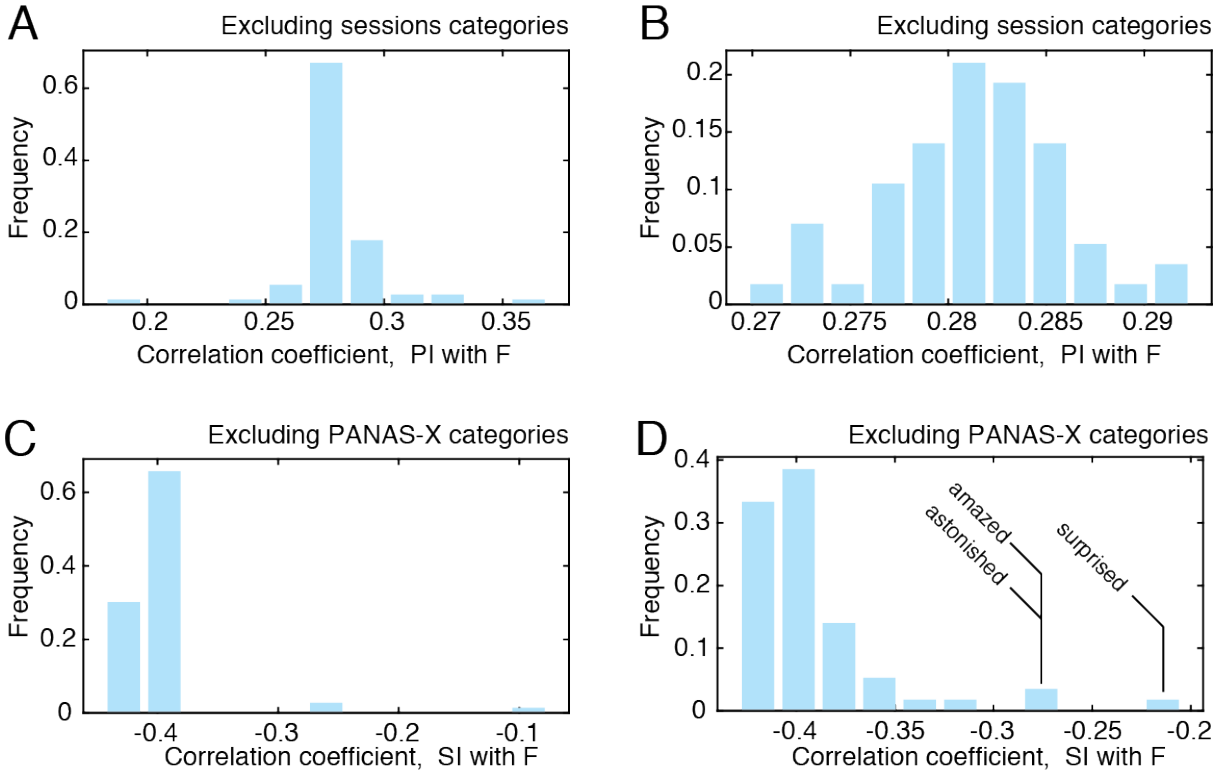 A
Excluding sessions categories
Frequency
0.6
0.4
0.2
0
0.2
0.25
0.3
0.35
Correlation coefficient, PI with F
B
Excluding session categories
Frequency
0.2
0.15
0.1
0.05
0
0.27
0.275
0.28
0.285
0.29
Correlation coefficient, PI with F
C
Excluding PANAS-X categories
Frequency
0.6
0.4
0.2
0
-0.4
-0.3
-0.2
-0.1
Correlation coefficient, SI with F
D
Excluding PANAS-X categories
Frequency
0.4
0.3
0.2
0.1
0
amazed
astonished
surprised
-0.4
-0.35
-0.3
-0.25
-0.2
Correlation coefficient, SI with F